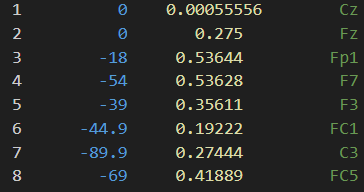 1 0 0.00055556 Cz
2 0 0.275 Fz
3 -18 0.53644 Fp1
4 -54 0.53628 F7
5 -39 0.35611 F3
6 -44.9 0.19222 FC1
7 -89.9 0.27444 C3
8 -69 0.41889 FC5